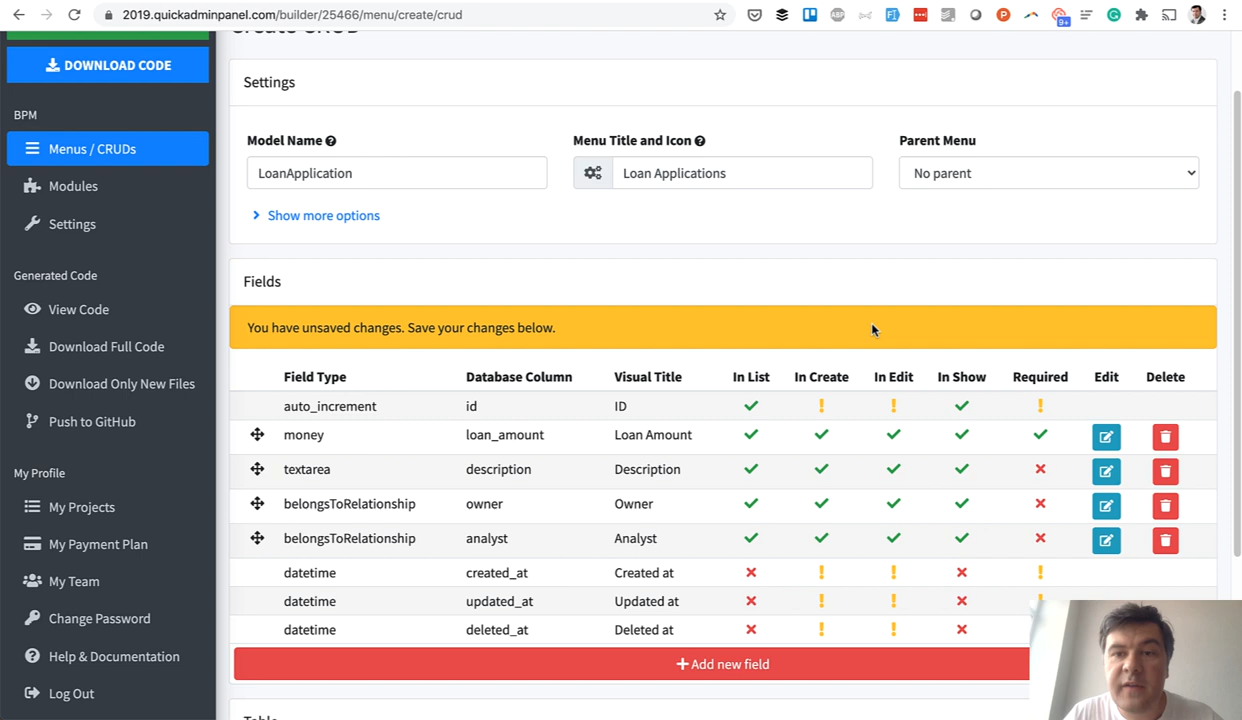 2019.quickadminpanel.com/builder/25466/menu/create/crud
ABP
9+
DOWNLOAD CODE
BPM
Menus / CRUDs
Modules
Settings
Generated Code
View Code
Download Full Code
Download Only New Files
Push to GitHub
My Profile
My Projects
My Payment Plan
My Team
Change Password
Help & Documentation
Log Out
Create CRUD
Settings
Model Name Menu Title and Icon Parent Menu
LoanApplication Loan Applications No parent
Show more options
Fields
You have unsaved changes. Save your changes below.
Field Type Database Column Visual Title In List In Create In Edit In Show Required Edit Delete
auto_increment id ID
money loan_amount Loan Amount
textarea description Description
belongsToRelationship owner Owner
belongsToRelationship analyst Analyst
datetime created_at Created at
datetime updated_at Updated at
datetime deleted_at Deleted at
Add new field